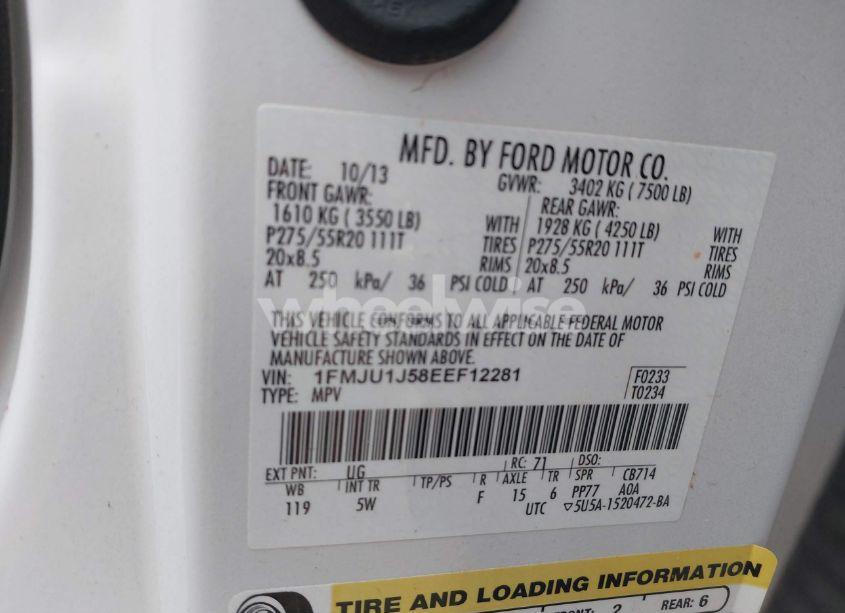 MFD. BY FORD MOTOR CO.
DATE: 10/13 GVWR: 3402 KG ( 7500 LB)
FRONT GAWR: REAR GAWR:
1610 KG ( 3550 LB) WITH 1928 KG ( 4250 LB) WITH
P275/55R20 111T TIRES P275/55R20 111T TIRES
20x8.5 RIMS 20x8.5 RIMS
AT 250 kPa/ 36 PSI COLD AT 250 kPa/ 36 PSI COLD
wheelwise
THIS VEHICLE CONFORMS TO ALL APPLICABLE FEDERAL MOTOR
VEHICLE SAFETY STANDARDS IN EFFECT ON THE DATE OF
MANUFACTURE SHOWN ABOVE.
VIN: 1FMJU1J58EEF12281 F0233
TYPE: MPV T0234
EXT PNT: UG RC: 71 DSO:
WB INT TR TP/PS R AXLE TR SPR CB714
119 5W F 15 6 PP77 A0A
UTC ▽5U5A-1520472-BA
TIRE AND LOADING INFORMATION
FRONT: 2 REAR: 6